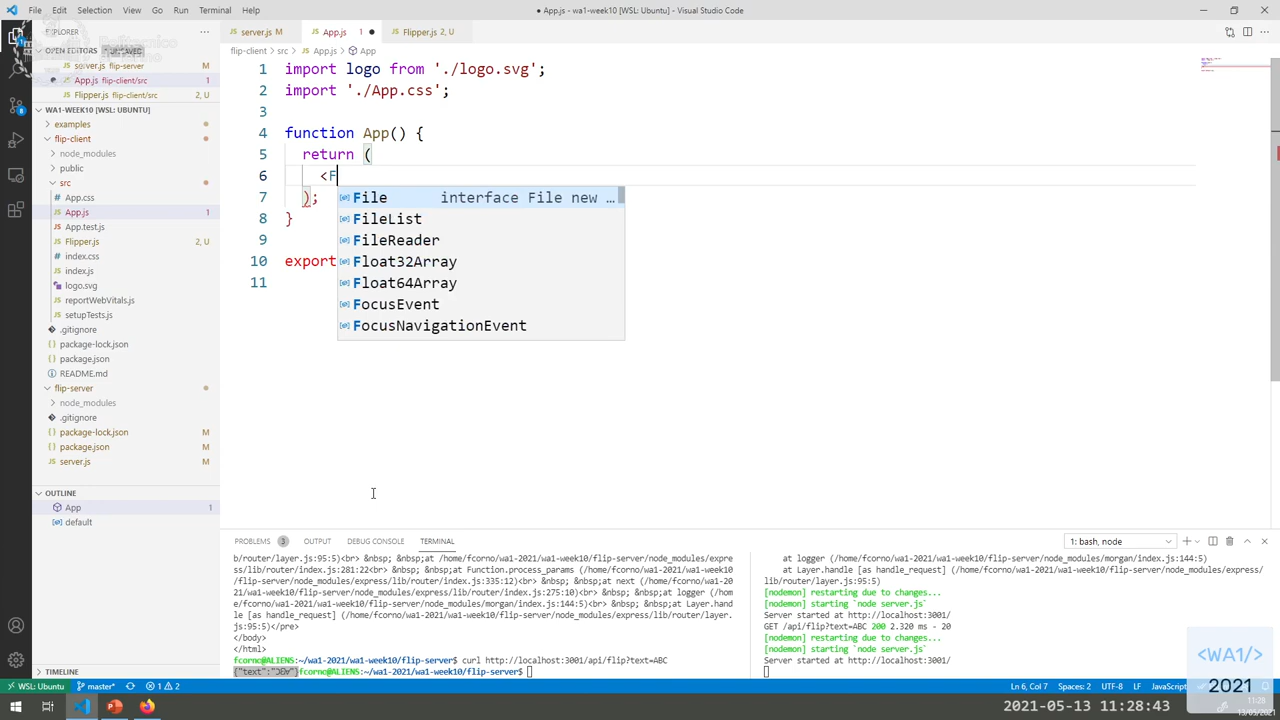 File Edit Selection View Go Run Terminal Help
● App.js - wa1-week10 [WSL: Ubuntu] - Visual Studio Code
EXPLORER
server.js M
App.js 1
Flipper.js 2, U
flip-client > src > App.js > App
OPEN EDITORS 1 UNSAVED
server.js flip-server M
App.js flip-client/src 1
Flipper.js flip-client/src 2, U
WA1-WEEK10 [WSL: UBUNTU]
examples
flip-client
node_modules
public
src
App.css
App.js 1
App.test.js
Flipper.js 2, U
index.css
index.js
logo.svg
reportWebVitals.js
setupTests.js
.gitignore
package-lock.json
package.json
README.md
flip-server
node_modules
.gitignore
package-lock.json M
package.json M
server.js M
OUTLINE
App 1
default
TIMELINE
1 import logo from './logo.svg';
2 import './App.css';
3
4 function App() {
5 return (
6 <F
7 );
8 }
9
10 export
11
File interface File new …
FileList
FileReader
Float32Array
Float64Array
FocusEvent
FocusNavigationEvent
PROBLEMS 3 OUTPUT DEBUG CONSOLE TERMINAL
1: bash, node
b/router/layer.js:95:5)<br> &nbsp; &nbsp;at /home/fcorno/wa1-2021/wa1-week10/flip-server/node_modules/expre
ss/lib/router/index.js:281:22<br> &nbsp; &nbsp;at Function.process_params (/home/fcorno/wa1-2021/wa1-week10
/flip-server/node_modules/express/lib/router/index.js:335:12)<br> &nbsp; &nbsp;at next (/home/fcorno/wa1-20
21/wa1-week10/flip-server/node_modules/express/lib/router/index.js:275:10)<br> &nbsp; &nbsp;at logger (/hom
e/fcorno/wa1-2021/wa1-week10/flip-server/node_modules/morgan/index.js:144:5)<br> &nbsp; &nbsp;at Layer.hand
le [as handle_request] (/home/fcorno/wa1-2021/wa1-week10/flip-server/node_modules/express/lib/router/layer.
js:95:5)</pre>
</body>
</html>
fcorno@ALIENS:~/wa1-2021/wa1-week10/flip-server$ curl http://localhost:3001/api/flip?text=ABC
{"text":"Ɔꓭ∀"}fcorno@ALIENS:~/wa1-2021/wa1-week10/flip-server$
at logger (/home/fcorno/wa1-2021/wa1-week10/flip-server/node_modules/morgan/index.js:144:5)
at Layer.handle [as handle_request] (/home/fcorno/wa1-2021/wa1-week10/flip-server/node_modules/express/
lib/router/layer.js:95:5)
[nodemon] restarting due to changes...
[nodemon] starting `node server.js`
Server started at http://localhost:3001/
GET /api/flip?text=ABC 200 2.320 ms - 20
[nodemon] restarting due to changes...
[nodemon] starting `node server.js`
Server started at http://localhost:3001/
<WA1/>
2021
WSL: Ubuntu master* 1 2
Ln 6, Col 7 Spaces: 2 UTF-8 LF JavaScript
2021-05-13 11:28:43
11:28
13/05/2021